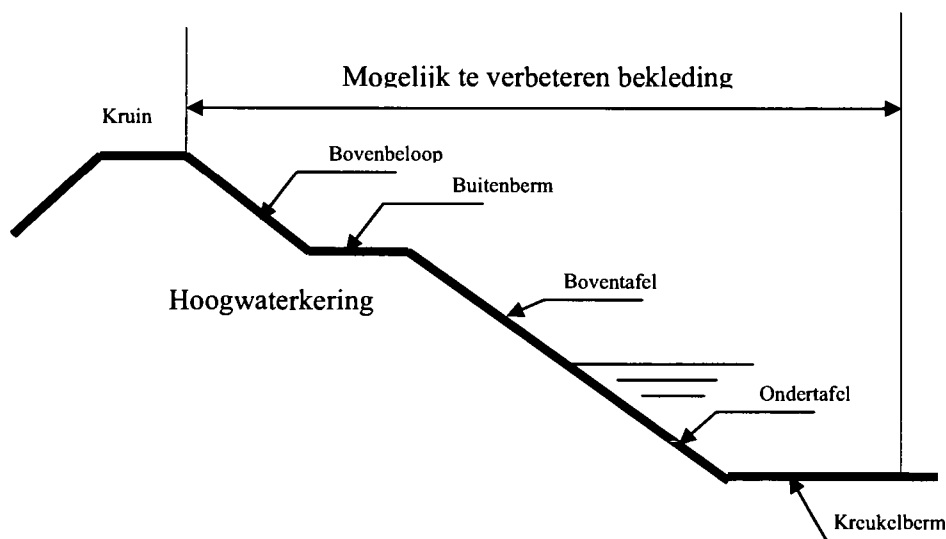 Mogelijk te verbeteren bekleding
Kruin
Bovenbeloop
Buitenberm
Hoogwaterkering
Boventafel
Ondertafel
Kreukelberm